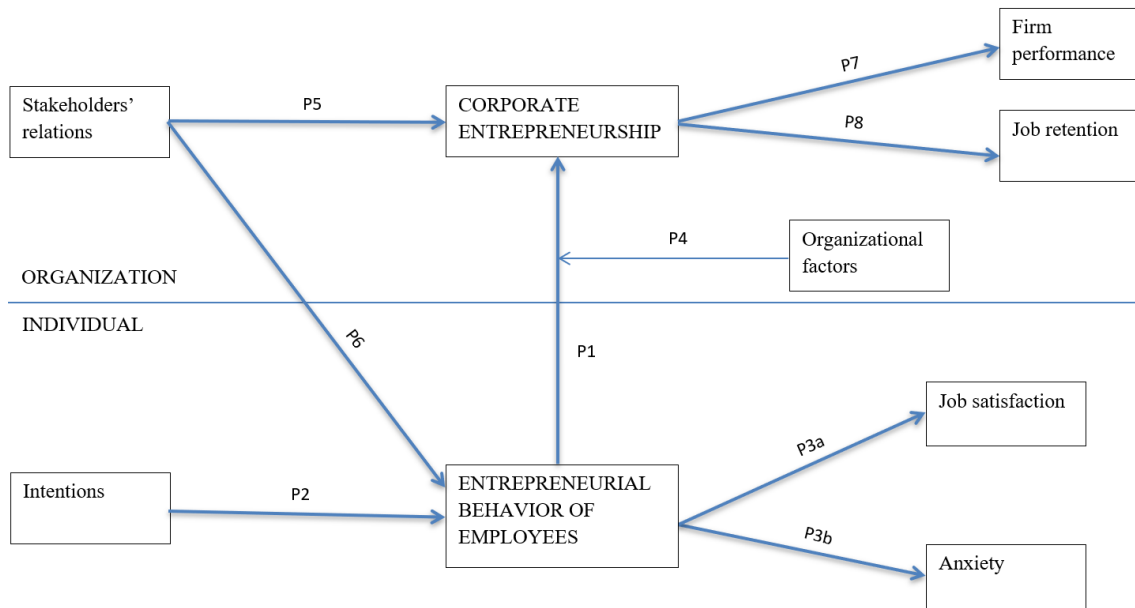 Firm
performance
P7
Stakeholders’
relations
P5
CORPORATE
ENTREPRENEURSHIP
P8
Job retention
P4
Organizational
factors
ORGANIZATION
INDIVIDUAL
P6
P1
Job satisfaction
P3a
Intentions
P2
ENTREPRENEURIAL
BEHAVIOR OF
EMPLOYEES
P3b
Anxiety